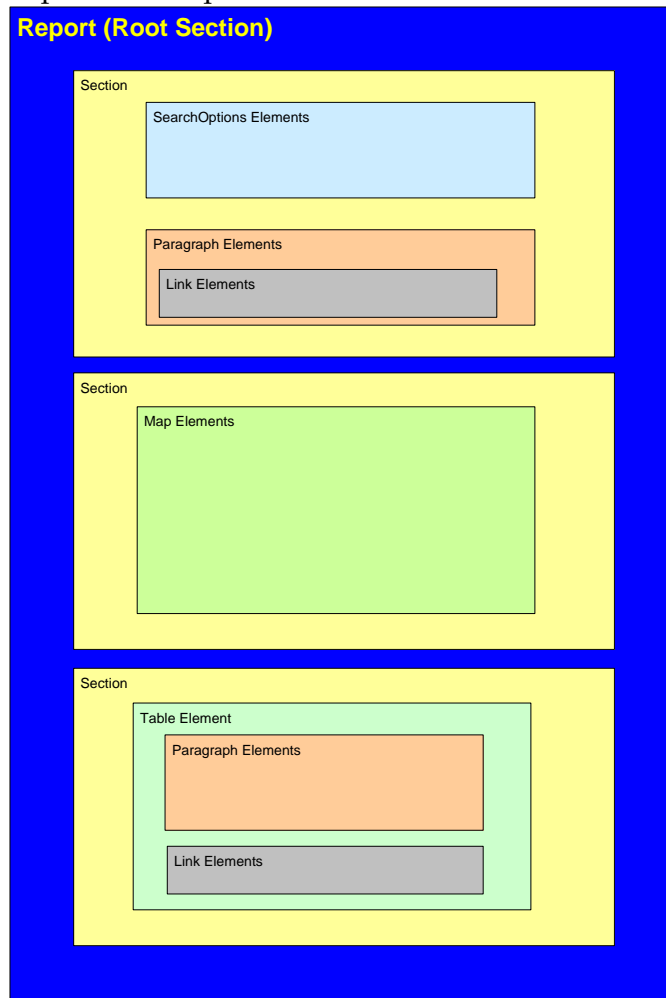 Report (Root Section)
Section
SearchOptions Elements
Paragraph Elements
Link Elements
Section
Map Elements
Section
Table Element
Paragraph Elements
Link Elements